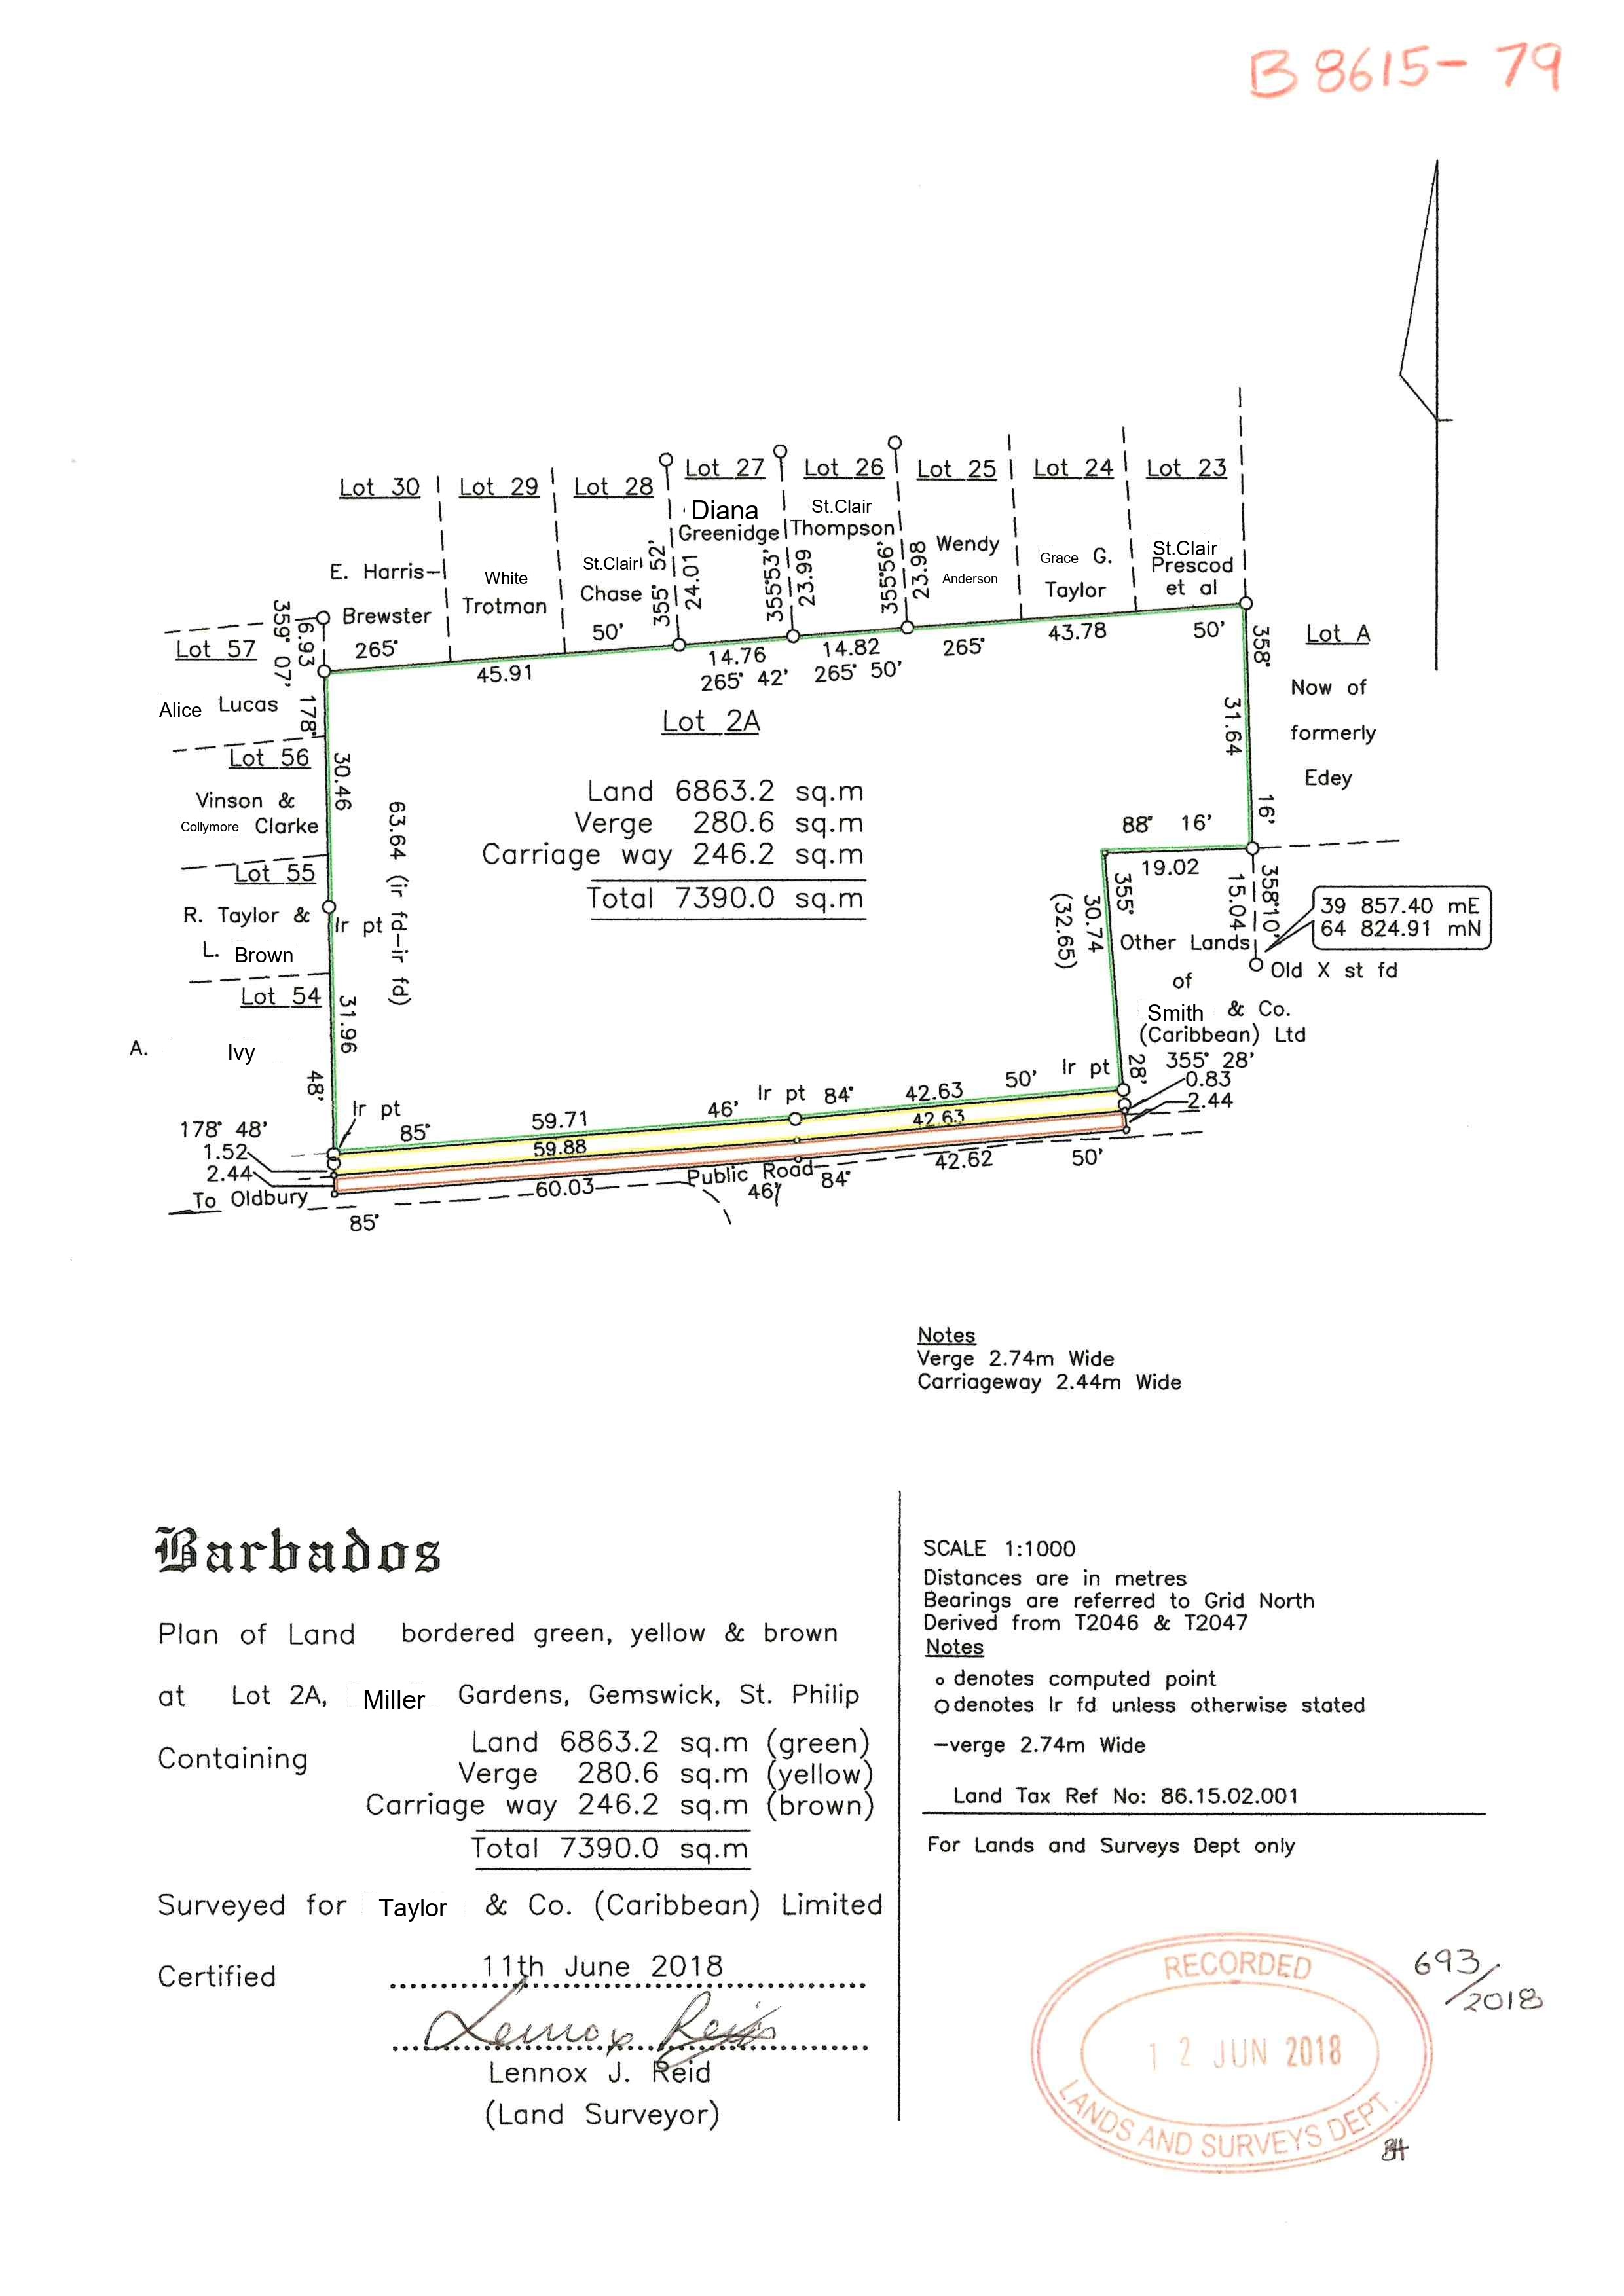 B 8615- 79
Lot 30
Lot 29
Lot 28
Lot 27
Lot 26
Lot 25
Lot 24
Lot 23
E. Harris-
Brewster
White
Trotman
St.Clair
Chase
Diana
Greenidge
St.Clair
Thompson
Wendy
Anderson
Grace G.
Taylor
St.Clair
Prescod
et al
355° 52'
24.01
355°53'
23.99
355°56'
23.98
359° 07'
6.93
265°
45.91
50'
14.76
265° 42'
14.82
265° 50'
265°
43.78
50'
Lot A
Now of
formerly
Edey
358°
31.64
16'
Lot 57
Alice Lucas
Lot 56
Vinson &
Collymore Clarke
Lot 55
R. Taylor &
L. Brown
Lot 54
A. Ivy
178°
30.46
63.64 (ir fd-ir fd)
Ir pt
31.96
48'
Lot 2A
Land 6863.2 sq.m
Verge 280.6 sq.m
Carriage way 246.2 sq.m
Total 7390.0 sq.m
88° 16'
19.02
355°
30.74
(32.65)
28'
15.04
358°10'
39 857.40 mE
64 824.91 mN
Old X st fd
Other Lands
of
Smith & Co.
(Caribbean) Ltd
355° 28'
0.83
2.44
Ir pt
Ir pt
85°
59.71
46'
Ir pt
84°
42.63
50'
59.88
42.63
178° 48'
1.52
2.44
To Oldbury
60.03
Public Road
46'
84°
42.62
50'
85°
Notes
Verge 2.74m Wide
Carriageway 2.44m Wide
Barbados
Plan of Land bordered green, yellow & brown
at Lot 2A, Miller Gardens, Gemswick, St. Philip
Containing
Land 6863.2 sq.m (green)
Verge 280.6 sq.m (yellow)
Carriage way 246.2 sq.m (brown)
Total 7390.0 sq.m
Surveyed for Taylor & Co. (Caribbean) Limited
Certified 11th June 2018
Lennox Reid
Lennox J. Reid
(Land Surveyor)
SCALE 1:1000
Distances are in metres
Bearings are referred to Grid North
Derived from T2046 & T2047
Notes
o denotes computed point
O denotes Ir fd unless otherwise stated
-verge 2.74m Wide
Land Tax Ref No: 86.15.02.001
For Lands and Surveys Dept only
RECORDED
12 JUN 2018
LANDS AND SURVEYS DEPT.
693/2018